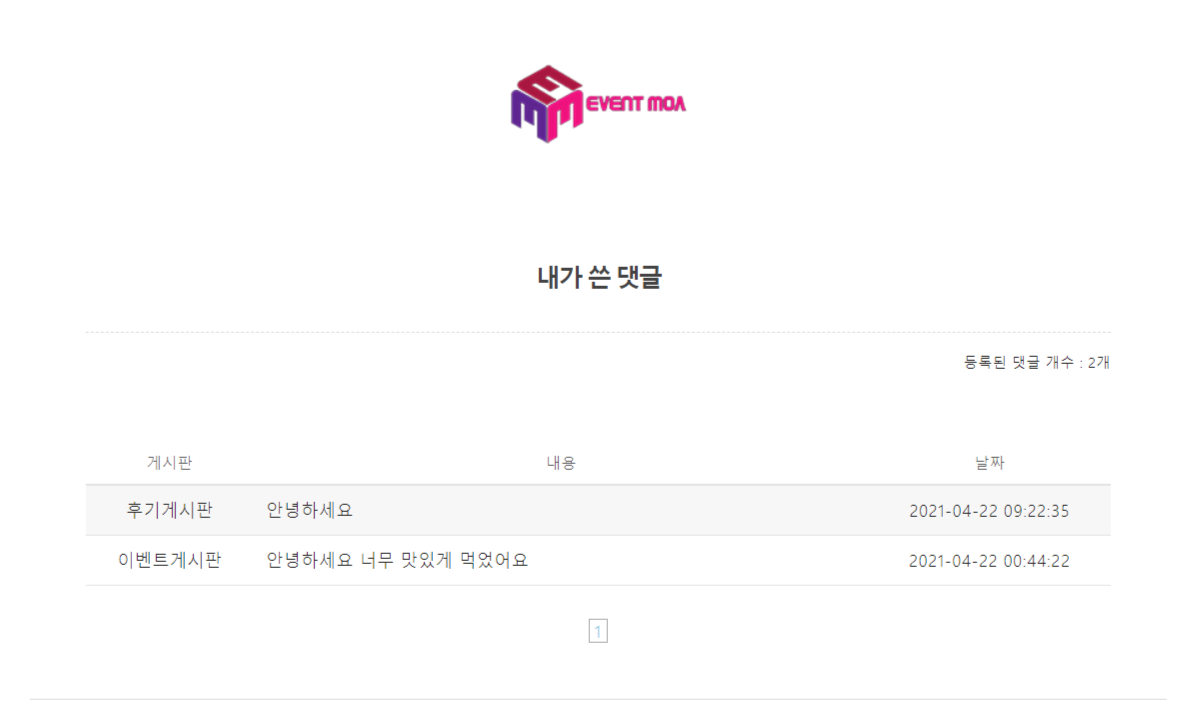 EVENT MOA
내가 쓴 댓글
등록된 댓글 개수 : 2개
게시판 내용 날짜
후기게시판 안녕하세요 2021-04-22 09:22:35
이벤트게시판 안녕하세요 너무 맛있게 먹었어요 2021-04-22 00:44:22
1